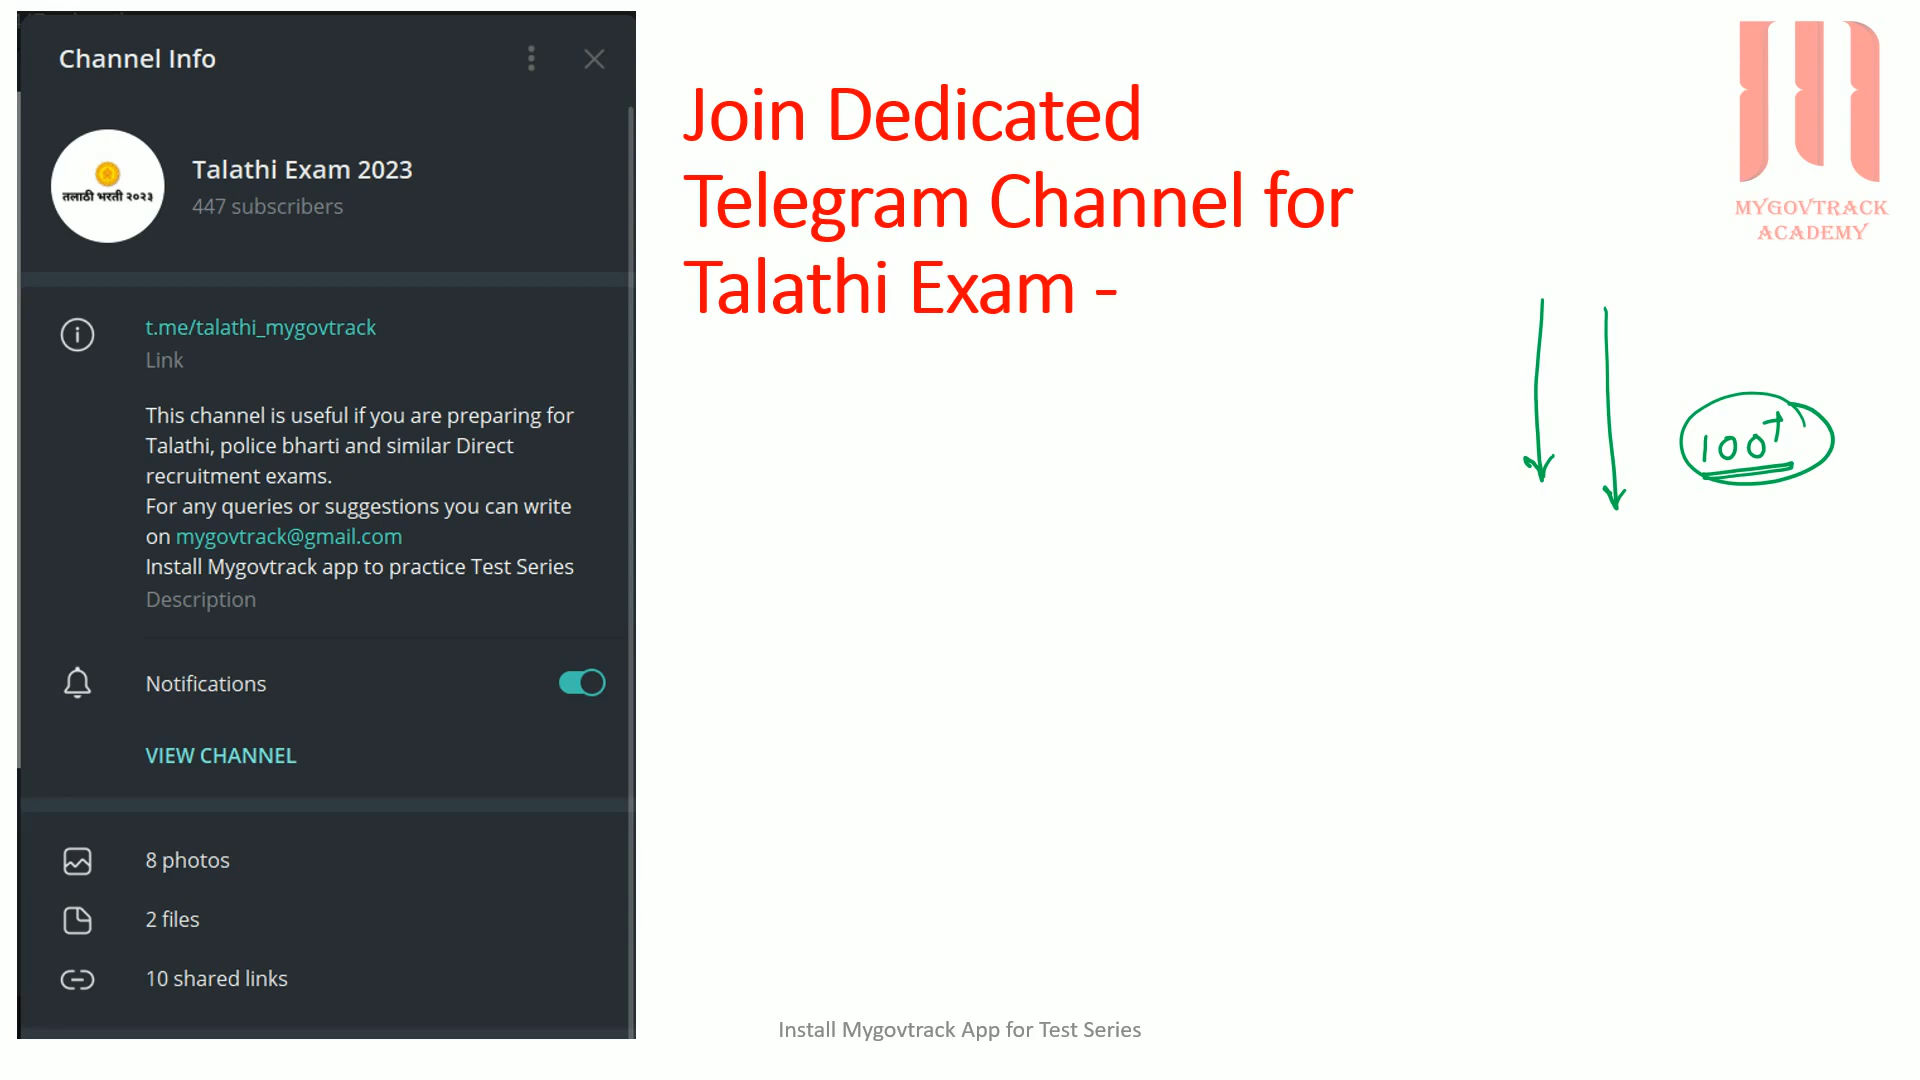 Channel Info
तलाठी भरती २०२३
Talathi Exam 2023
447 subscribers
t.me/talathi_mygovtrack
Link
This channel is useful if you are preparing for
Talathi, police bharti and similar Direct
recruitment exams.
For any queries or suggestions you can write
on mygovtrack@gmail.com
Install Mygovtrack app to practice Test Series
Description
Notifications
VIEW CHANNEL
8 photos
2 files
10 shared links
Join Dedicated
Telegram Channel for
Talathi Exam -
MYGOVTRACK
ACADEMY
100+
Install Mygovtrack App for Test Series